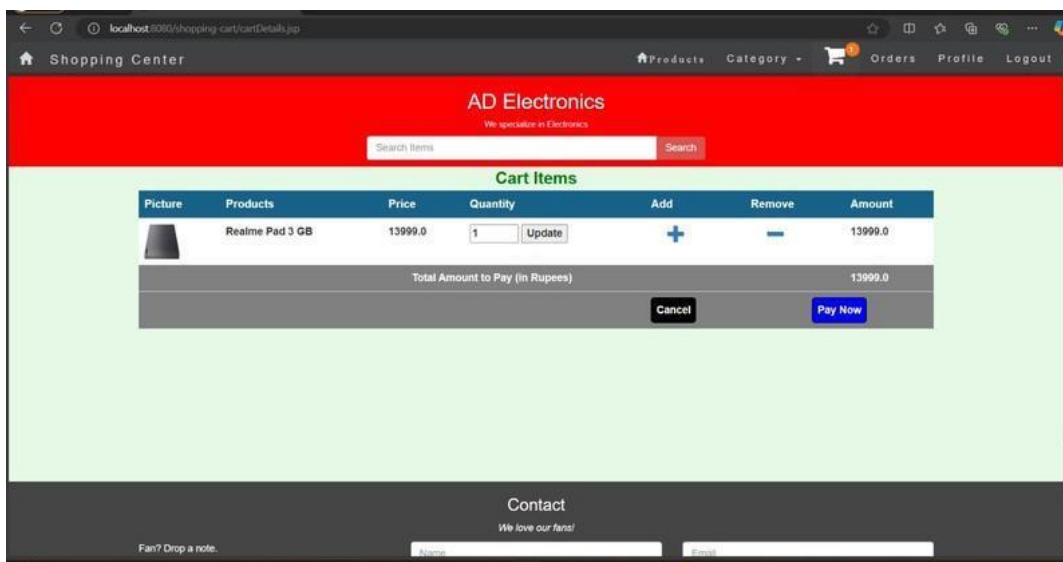 localhost:8080/shopping-cart/cartDetails.jsp
Shopping Center Products Category Orders Profile Logout
AD Electronics
We specialize in Electronics
Search Items Search
Cart Items
Picture Products Price Quantity Add Remove Amount
Realme Pad 3 GB 13999.0 1 Update 13999.0
Total Amount to Pay (in Rupees) 13999.0
Cancel Pay Now
Contact
We love our fans!
Fan? Drop a note. Name Email